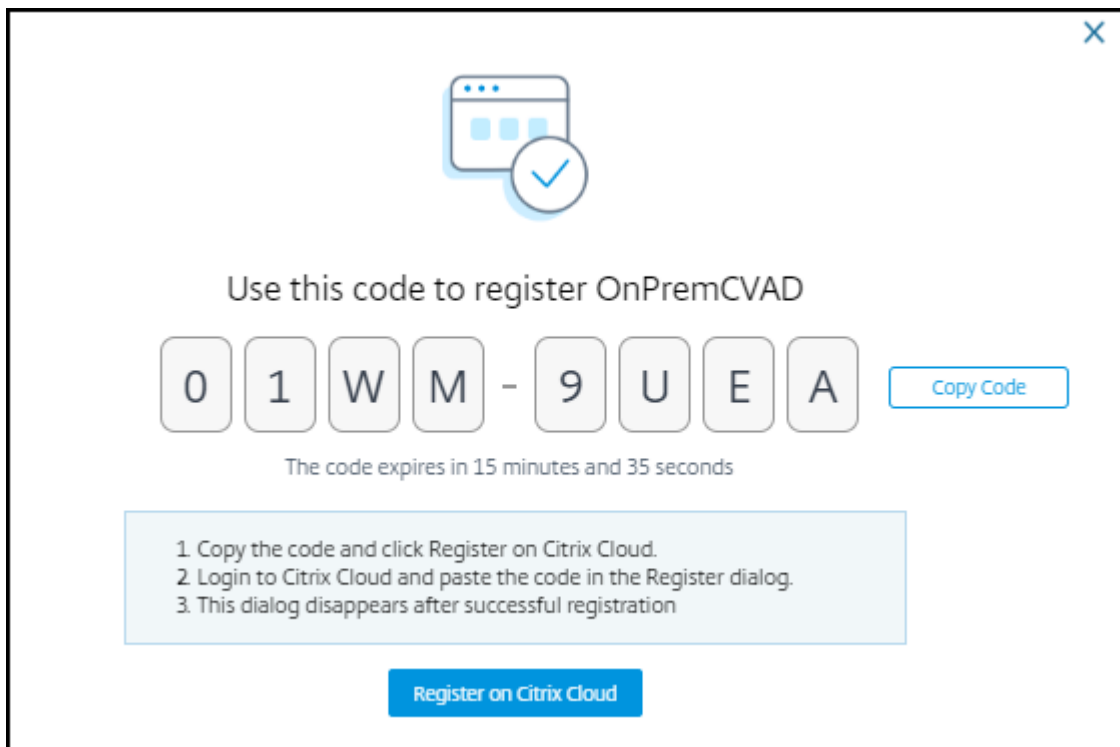 Use this code to register OnPremCVAD
0 1 W M - 9 U E A
Copy Code
The code expires in 15 minutes and 35 seconds
1. Copy the code and click Register on Citrix Cloud.
2. Login to Citrix Cloud and paste the code in the Register dialog.
3. This dialog disappears after successful registration
Register on Citrix Cloud